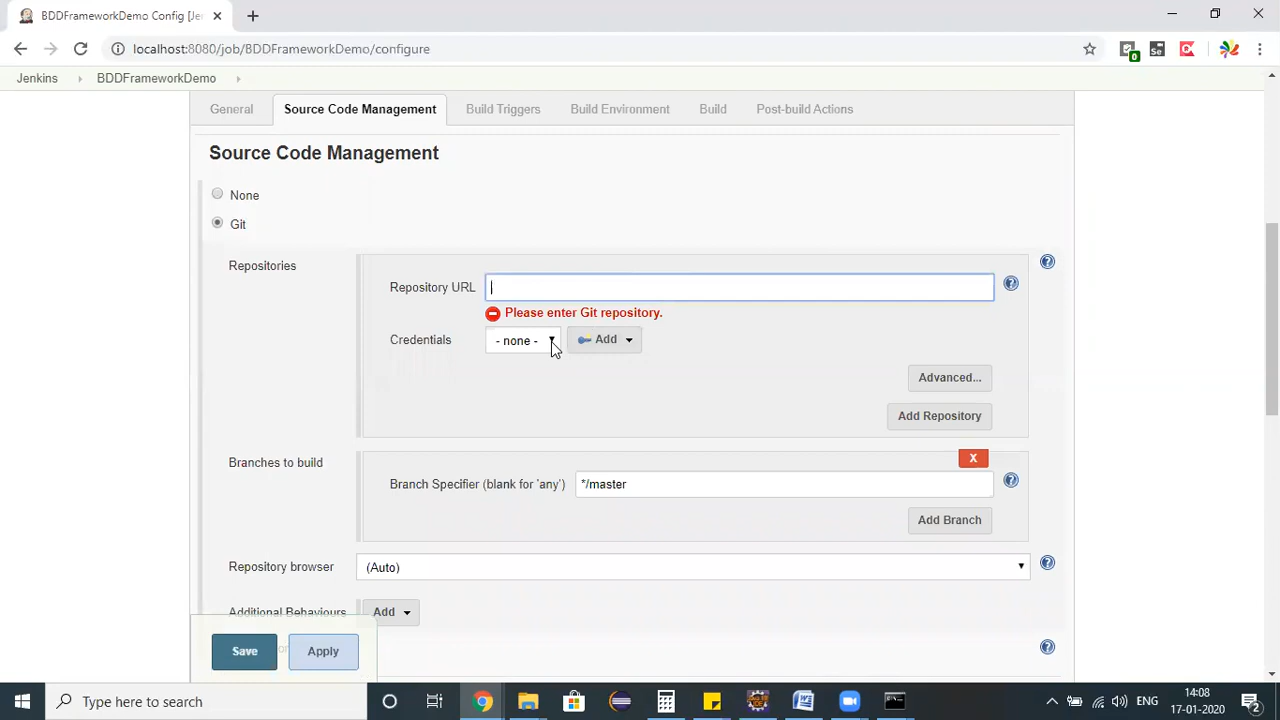 BDDFrameworkDemo Config [Jen
localhost:8080/job/BDDFrameworkDemo/configure
0
Jenkins
BDDFrameworkDemo
General
Source Code Management
Build Triggers
Build Environment
Build
Post-build Actions
Source Code Management
None
Git
Repositories
Repository URL
Please enter Git repository.
Credentials
- none -
Add
Advanced...
Add Repository
Branches to build
X
Branch Specifier (blank for 'any')
*/master
Add Branch
Repository browser
(Auto)
Additional Behaviours
Add
Save
Apply
Type here to search
ENG
14:08
17-01-2020
2